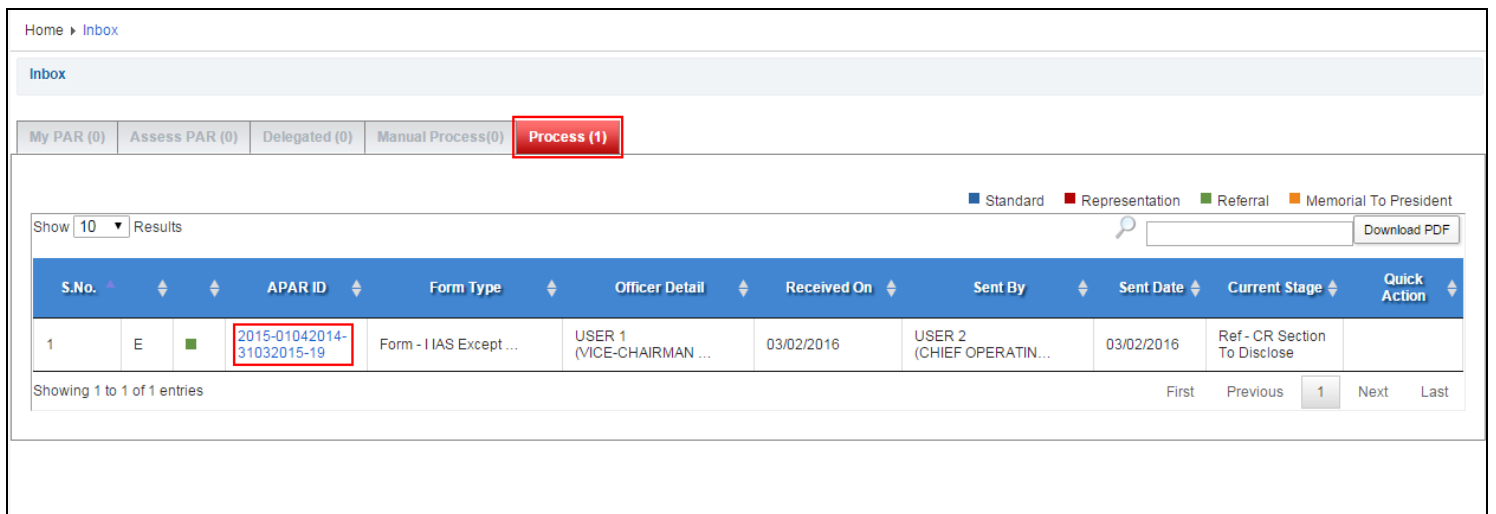 Home Inbox
Inbox
My PAR (0) Assess PAR (0) Delegated (0) Manual Process(0) Process (1)
Standard Representation Referral Memorial To President
Show 10 Results Download PDF
S.No. APAR ID Form Type Officer Detail Received On Sent By Sent Date Current Stage Quick Action
1 E 2015-01042014-31032015-19 Form - I IAS Except ... USER 1 (VICE-CHAIRMAN ... 03/02/2016 USER 2 (CHIEF OPERATIN... 03/02/2016 Ref - CR Section To Disclose
Showing 1 to 1 of 1 entries First Previous 1 Next Last